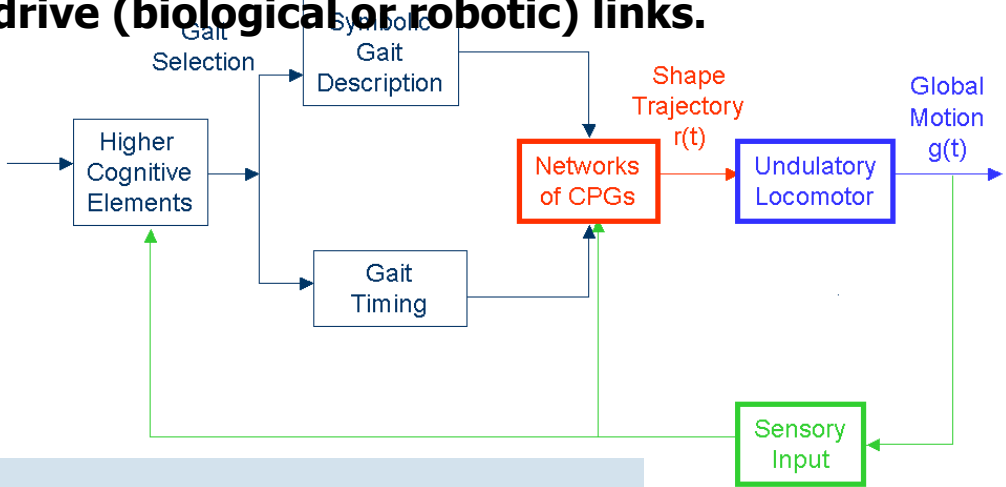 drive (biological or robotic) links.
Gait
Selection
Symbolic
Gait
Description
Shape
Trajectory
r(t)
Global
Motion
g(t)
Higher
Cognitive
Elements
Networks
of CPGs
Undulatory
Locomotor
Gait
Timing
Sensory
Input